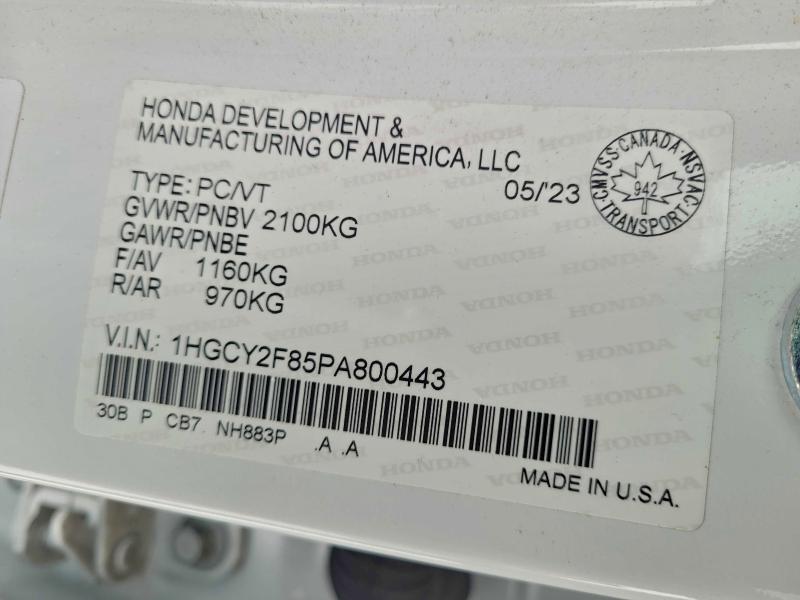 HONDA DEVELOPMENT &
MANUFACTURING OF AMERICA, LLC
05/'23
TYPE: PC/VT
GVWR/PNBV 2100KG
GAWR/PNBE
F/AV 1160KG
R/AR 970KG
CMVSS·CANADA·NSVAC·TRANSPORT·
942
V.I.N.: 1HGCY2F85PA800443
30B P CB7. NH883P .A .A
MADE IN U.S.A.